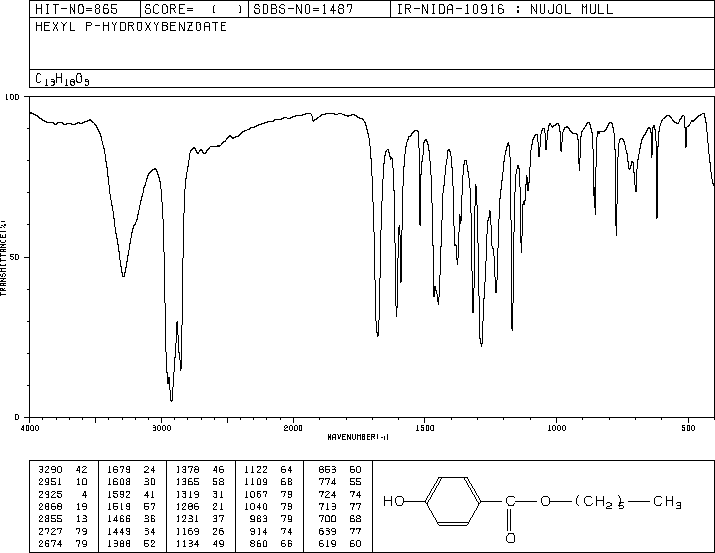 HIT-NO=865 SCORE= ( ) SDBS-NO=1487 IR-NIDA-10916 : NUJOL MULL
HEXYL P-HYDROXYBENZOATE
C13H18O3
100
50
0
TRANSMITTANCE(%)
4000 3000 2000 1500 1000 500
WAVENUMBER(-1)
3290 42 1679 24 1378 46 1122 64 853 60
2951 10 1608 30 1365 58 1109 68 774 55
2925 4 1592 41 1319 31 1067 79 724 74
2868 19 1519 57 1286 21 1040 79 713 77
2855 13 1466 36 1231 37 983 79 700 68
2727 79 1449 34 1169 26 914 74 639 77
2674 79 1388 52 1134 49 860 66 619 60
HO C O (CH2)5 CH3
O